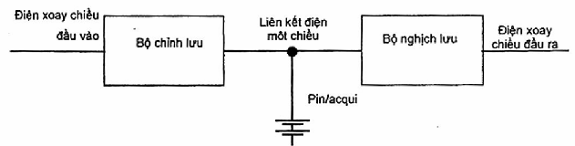 Điện xoay chiều
đầu vào
Bộ chỉnh lưu
Liên kết điện
một chiều
Bộ nghịch lưu
Điện xoay
chiều đầu ra
Pin/acqui